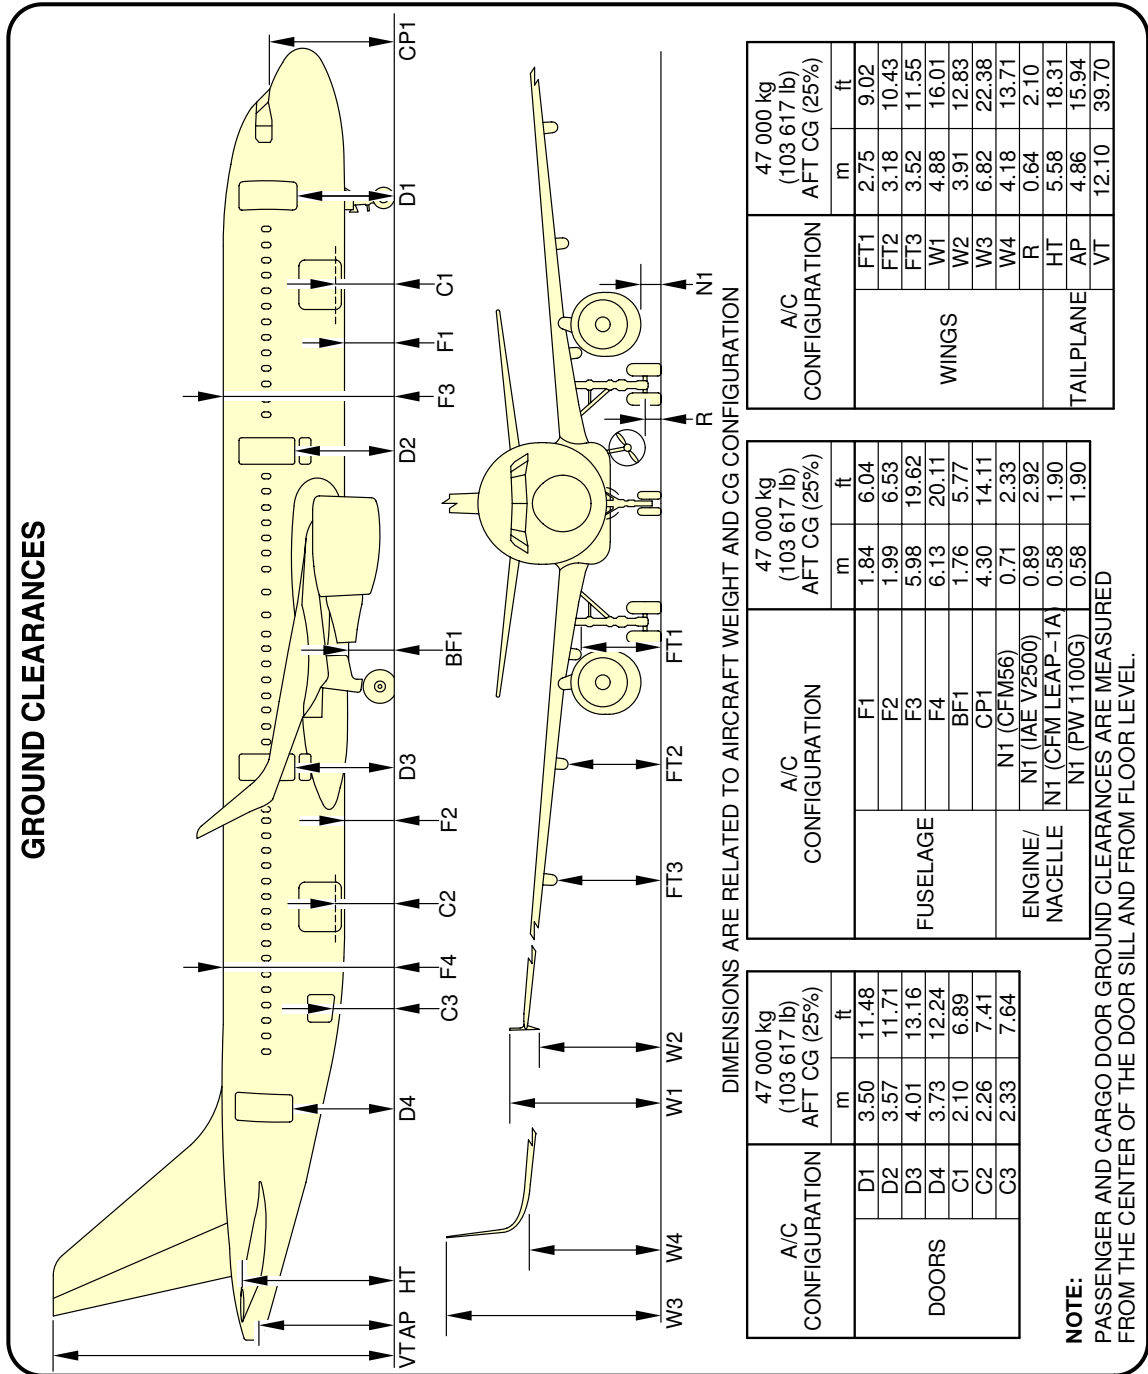 GROUND CLEARANCES
CP1
D1
C1
F1
F3
D2
BF1
D3
F2
C2
F4
C3
D4
HT
AP
VT
N1
R
FT1
FT2
FT3
W2
W1
W4
W3
DIMENSIONS ARE RELATED TO AIRCRAFT WEIGHT AND CG CONFIGURATION
A/C CONFIGURATION
47 000 kg
(103 617 lb)
AFT CG (25%)
m ft
DOORS
D1 3.50 11.48
D2 3.57 11.71
D3 4.01 13.16
D4 3.73 12.24
C1 2.10 6.89
C2 2.26 7.41
C3 2.33 7.64
A/C CONFIGURATION
47 000 kg
(103 617 lb)
AFT CG (25%)
m ft
FUSELAGE
F1 1.84 6.04
F2 1.99 6.53
F3 5.98 19.62
F4 6.13 20.11
BF1 1.76 5.77
CP1 4.30 14.11
ENGINE/
NACELLE
N1 (CFM56) 0.71 2.33
N1 (IAE V2500) 0.89 2.92
N1 (CFM LEAP–1A) 0.58 1.90
N1 (PW 1100G) 0.58 1.90
A/C CONFIGURATION
47 000 kg
(103 617 lb)
AFT CG (25%)
m ft
WINGS
FT1 2.75 9.02
FT2 3.18 10.43
FT3 3.52 11.55
W1 4.88 16.01
W2 3.91 12.83
W3 6.82 22.38
W4 4.18 13.71
R 0.64 2.10
TAILPLANE
HT 5.58 18.31
AP 4.86 15.94
VT 12.10 39.70
NOTE:
PASSENGER AND CARGO DOOR GROUND CLEARANCES ARE MEASURED
FROM THE CENTER OF THE DOOR SILL AND FROM FLOOR LEVEL.